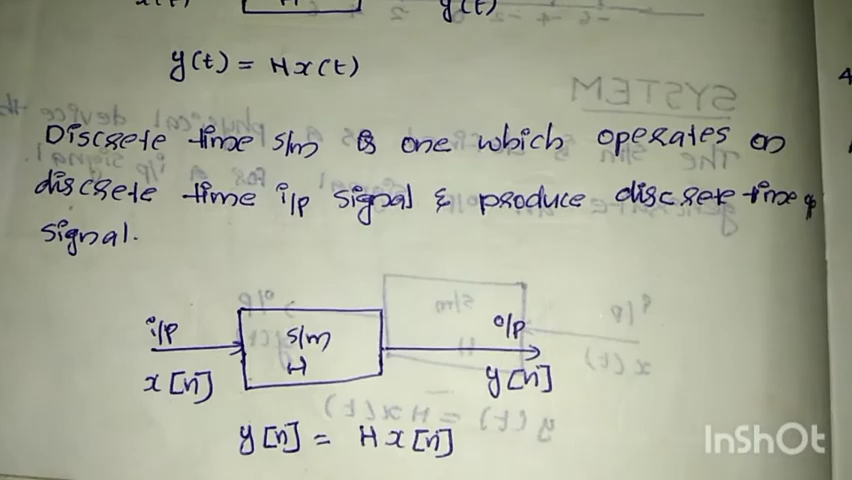 x(t) H y(t)
y(t) = Hx(t)
Discrete time s/m is one which operates on
discrete time i/p signal & produce discrete time o/p
signal.
i/p s/m o/p
x[n] H y[n]
y[n] = Hx[n]
InShOt